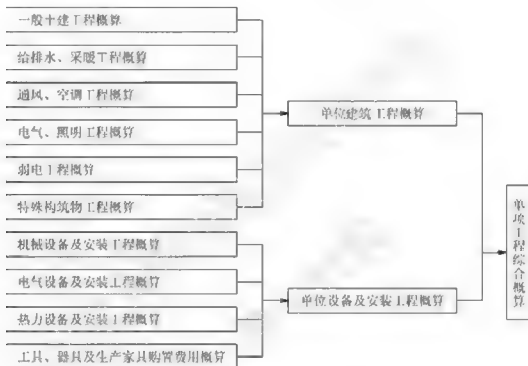 一般土建工程概算
给排水、采暖工程概算
通风、空调工程概算
电气、照明工程概算
弱电工程概算
特殊构筑物工程概算
机械设备及安装工程概算
电气设备及安装工程概算
热力设备及安装工程概算
工具、器具及生产家具购置费用概算
单位建筑工程概算
单位设备及安装工程概算
单项工程综合概算